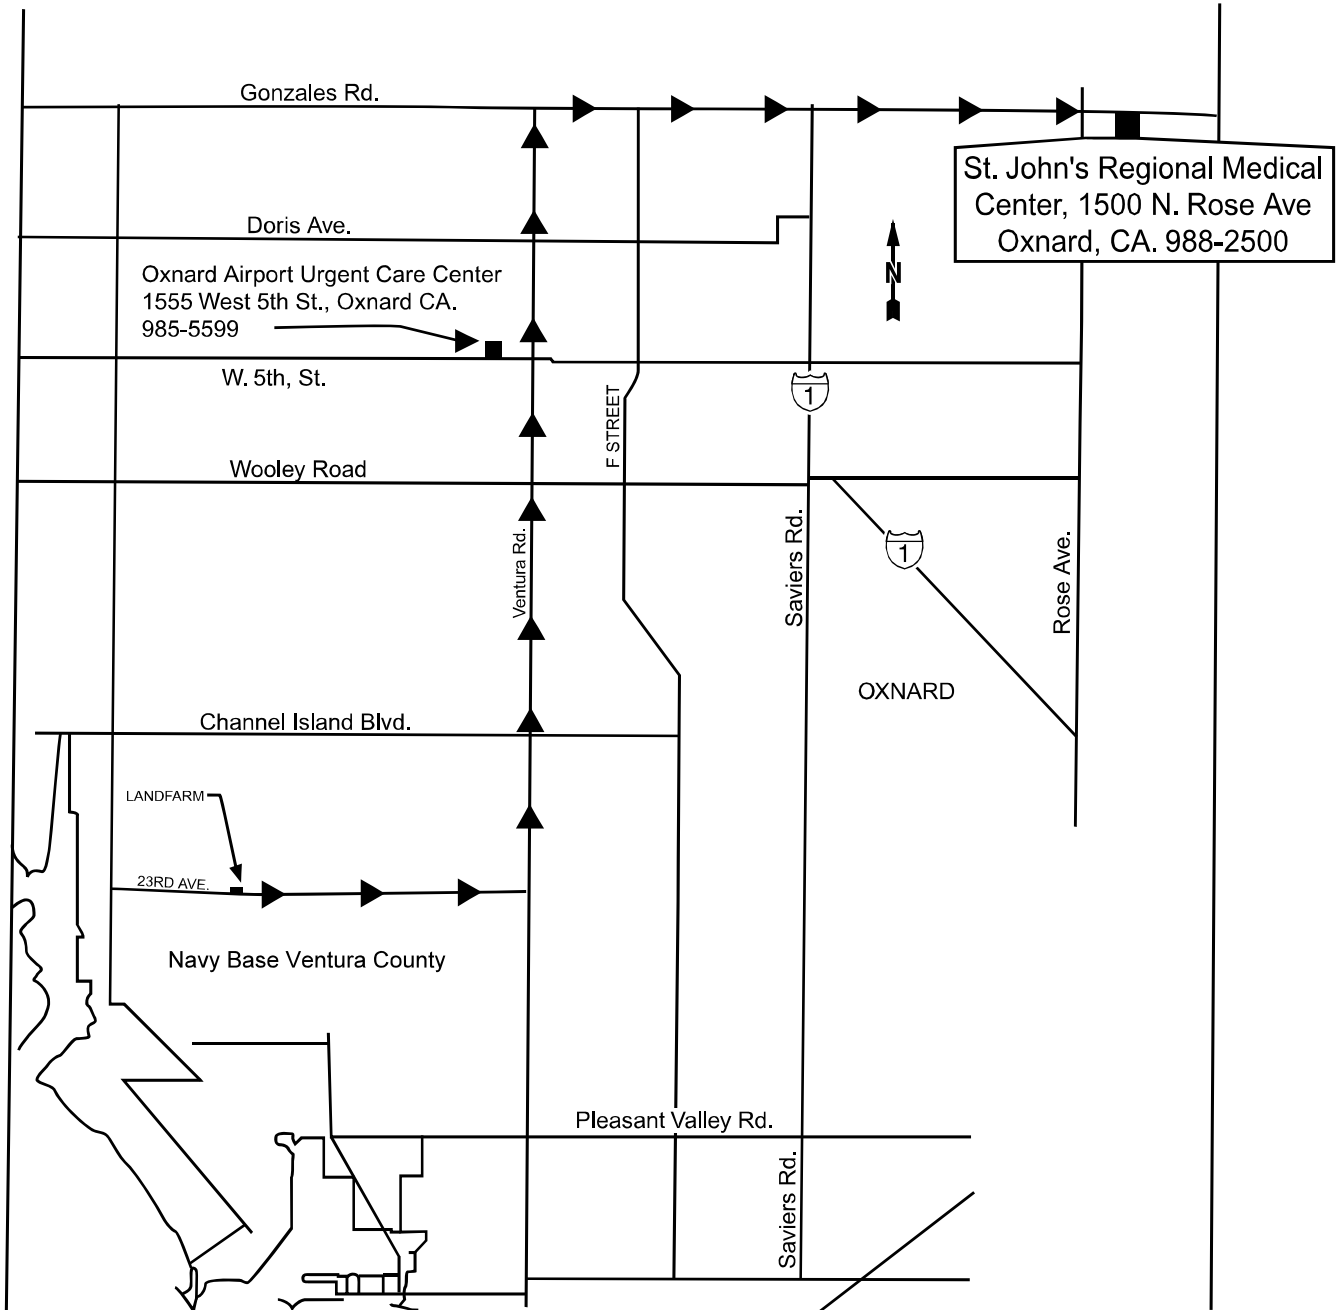 Gonzales Rd.
St. John's Regional Medical
Center, 1500 N. Rose Ave
Oxnard, CA. 988-2500
Doris Ave.
N
Oxnard Airport Urgent Care Center
1555 West 5th St., Oxnard CA.
985-5599
W. 5th, St.
1
F STREET
Wooley Road
Ventura Rd.
Saviers Rd.
1
Rose Ave.
OXNARD
Channel Island Blvd.
LANDFARM
23RD AVE.
Navy Base Ventura County
Pleasant Valley Rd.
Saviers Rd.